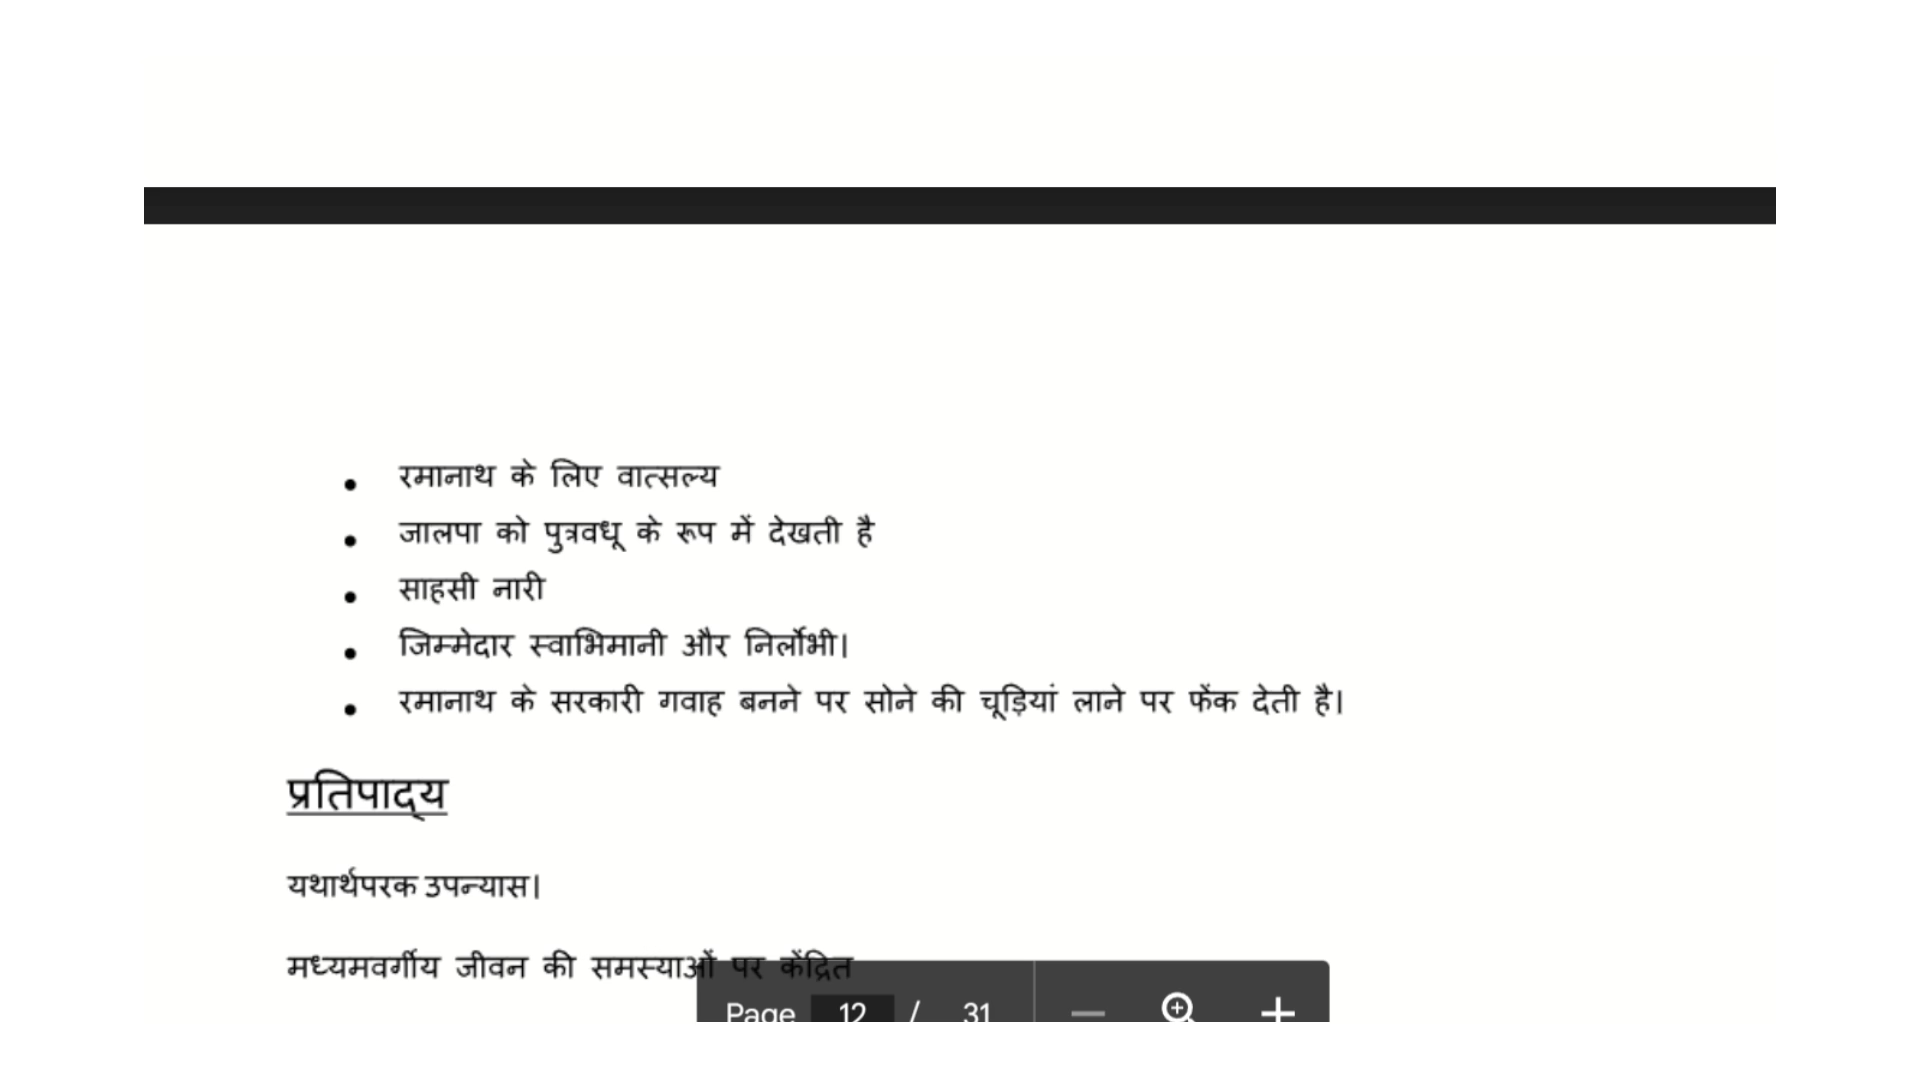 रमानाथ के लिए वात्सल्य
जालपा को पुत्रवधू के रूप में देखती है
साहसी नारी
जिम्मेदार स्वाभिमानी और निर्लोभी।
रमानाथ के सरकारी गवाह बनने पर सोने की चूड़ियां लाने पर फेंक देती है।
प्रतिपाद्य
यथार्थपरक उपन्यास।
मध्यमवर्गीय जीवन की समस्याओं पर केंद्रित
Page 12 / 31